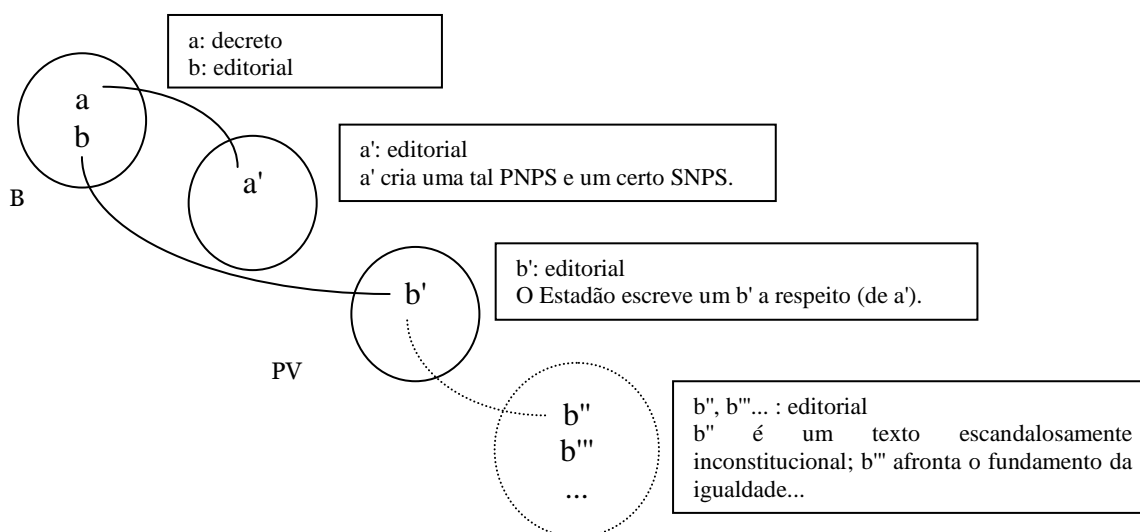 a: decreto
b: editorial
a
b
B
a': editorial
a' cria uma tal PNPS e um certo SNPS.
a'
b': editorial
O Estadão escreve um b' a respeito (de a').
b'
PV
b'', b'''... : editorial
b'' é um texto escandalosamente
inconstitucional; b''' afronta o fundamento da
igualdade...
b''
b'''
...